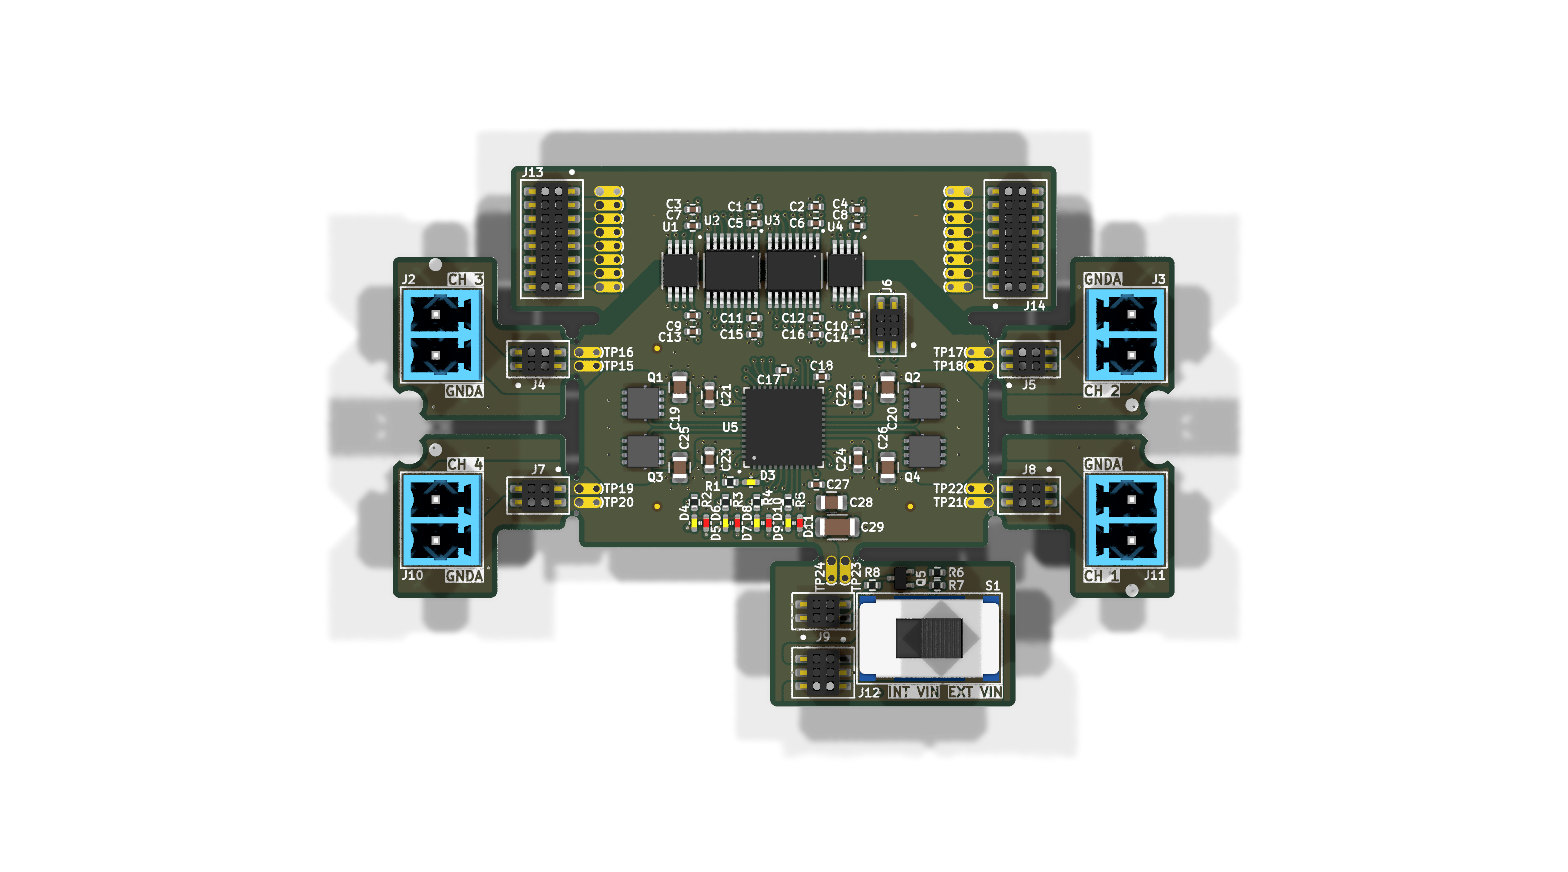 J13
C3
C7
U1
U2
C1
C5
U3
C2
C6
C4
C8
U4
J2
CH 3
GNDA
J3
J6
J14
C9
C13
C11
C15
C12
C16
C10
C14
TP16
TP15
TP17
TP18
J4
GNDA
J5
CH 2
C17
C18
Q1
C19
C21
C22
C20
Q2
U5
C25
C23
C24
C26
Q3
Q4
CH 4
J7
TP19
TP20
TP22
TP21
J8
GNDA
R1
D3
C27
C28
C29
D4
R2
D5
D6
R3
D7
D8
R4
D9
D10
R5
D11
J10
GNDA
CH 1
J11
TP24
TP23
R8
Q5
R6
R7
S1
J9
J12
INT VIN
EXT VIN